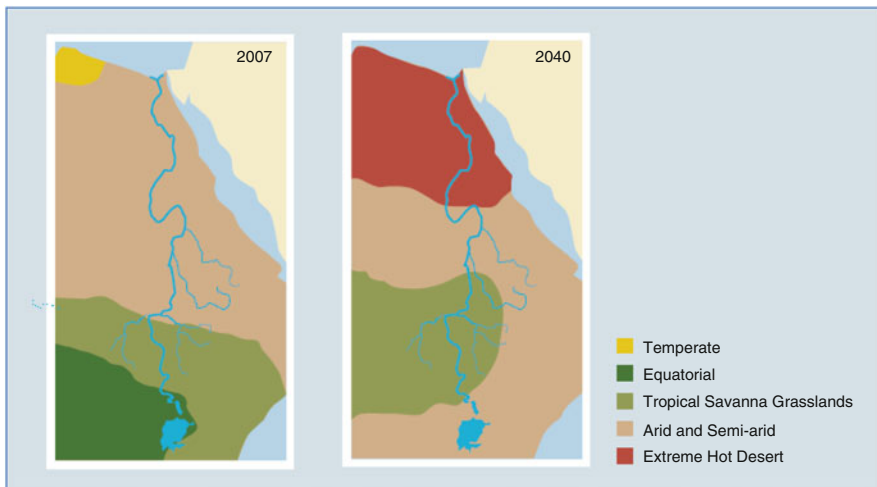 2007
2040
Temperate
Equatorial
Tropical Savanna Grasslands
Arid and Semi-arid
Extreme Hot Desert